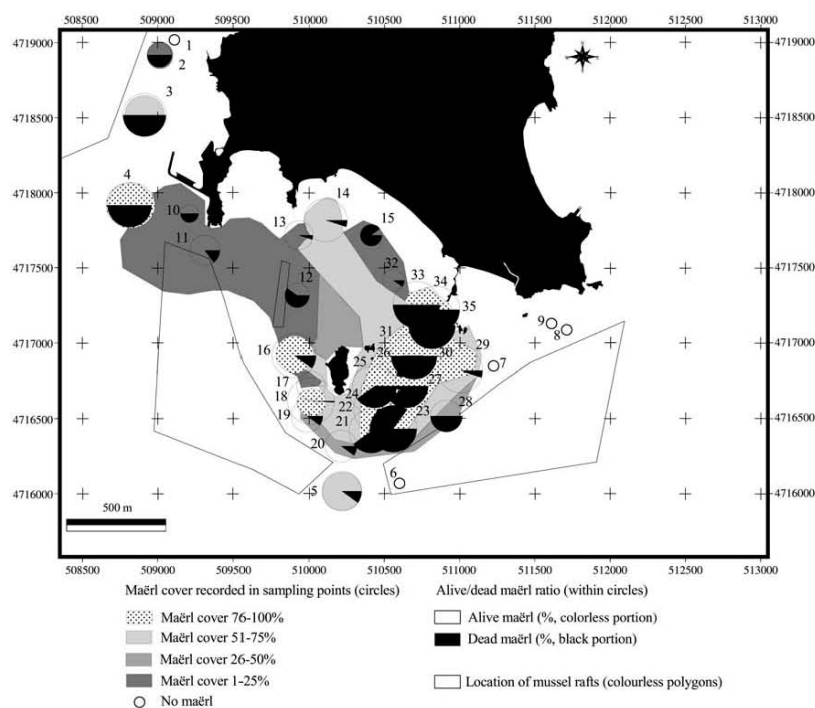 508500 509000 509500 510000 510500 511000 511500 512000 512500 513000
4719000 4719000
1
2
3
4718500 4718500
4
14
4718000 4718000
10 13 15
11
4717500 32 33 34 4717500
12
35
9
31 8
4717000 16 26 30 29 7 4717000
25
17 27
18 24
22 28
19 23
4716500 21 4716500
20
6
5
4716000 4716000
500 m
508500 509000 509500 510000 510500 511000 511500 512000 512500 513000
Maërl cover recorded in sampling points (circles)
Maërl cover 76-100%
Maërl cover 51-75%
Maërl cover 26-50%
Maërl cover 1-25%
No maërl
Alive/dead maërl ratio (within circles)
Alive maërl (%, colorless portion)
Dead maërl (%, black portion)
Location of mussel rafts (colourless polygons)